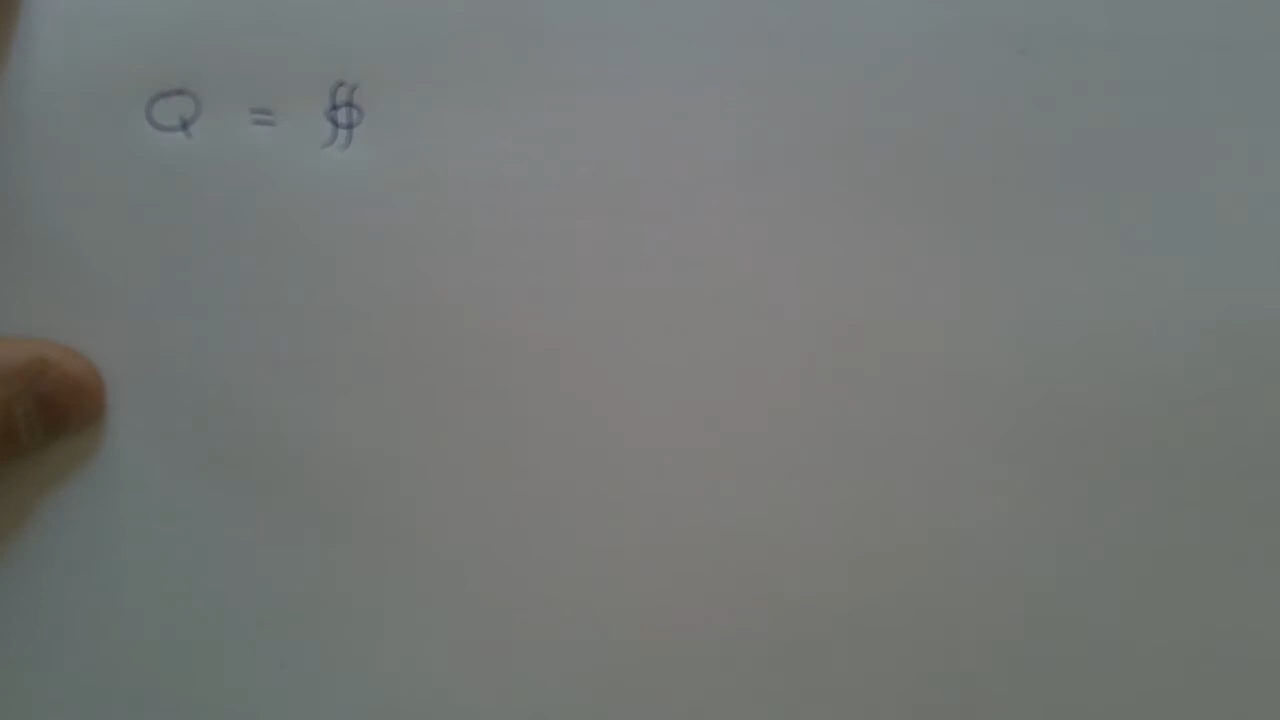 Q = ∯